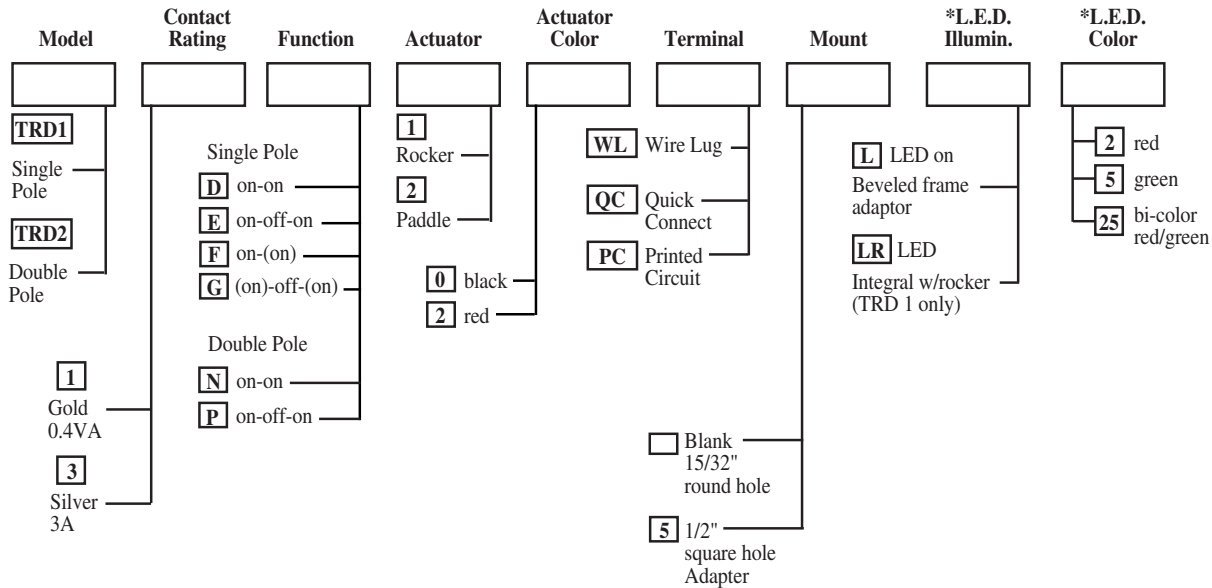 Model
Contact
Rating
Function
Actuator
Actuator
Color
Terminal
Mount
*L.E.D.
Illumin.
*L.E.D.
Color
TRD1
Single
Pole
TRD2
Double
Pole
1
Gold
0.4VA
3
Silver
3A
Single Pole
D on-on
E on-off-on
F on-(on)
G (on)-off-(on)
Double Pole
N on-on
P on-off-on
1
Rocker
2
Paddle
0 black
2 red
WL Wire Lug
QC Quick
Connect
PC Printed
Circuit
Blank
15/32"
round hole
5 1/2"
square hole
Adapter
L LED on
Beveled frame
adaptor
LR LED
Integral w/rocker
(TRD 1 only)
2 red
5 green
25 bi-color
red/green